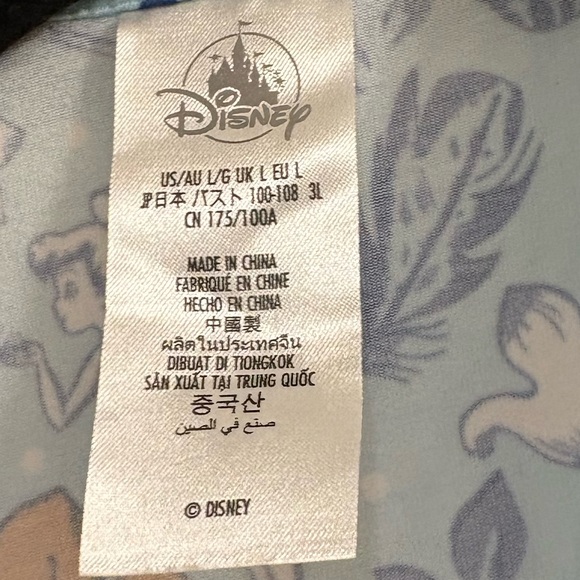 Disney
US/AU L/G UK L EU L
JP日本 バスト 100-108 3L
CN 175/100A
MADE IN CHINA
FABRIQUÉ EN CHINE
HECHO EN CHINA
中國製
ผลิตในประเทศจีน
DIBUAT DI TIONGKOK
SẢN XUẤT TẠI TRUNG QUỐC
중국산
صنع في الصين
© DISNEY